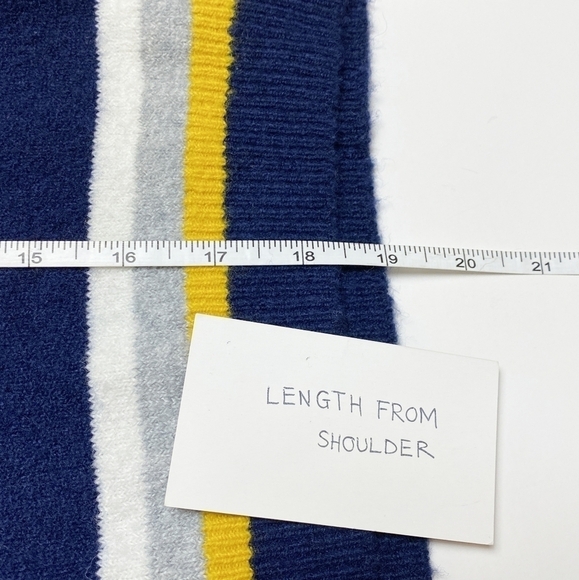 15 16 17 18 19 20 21
LENGTH FROM
SHOULDER